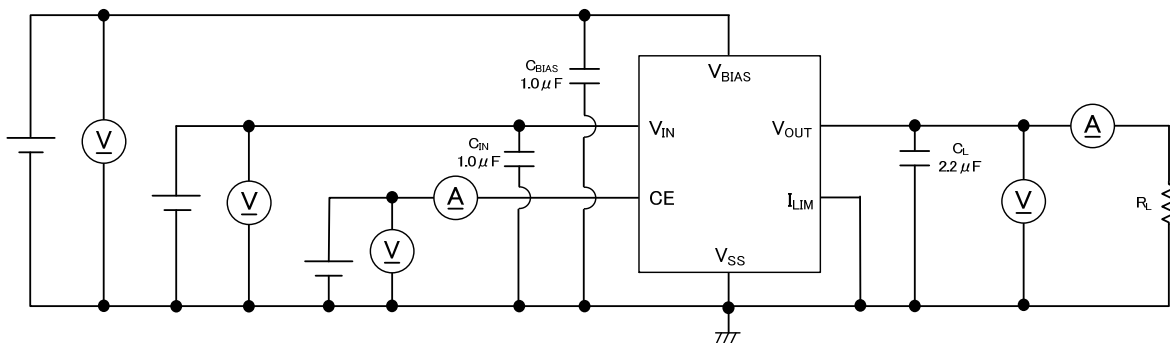 C_BIAS
1.0μF
V_BIAS
V
V_IN
V_OUT
A
C_IN
1.0μF
C_L
2.2μF
V
A
CE
I_LIM
V
R_L
V
V_SS